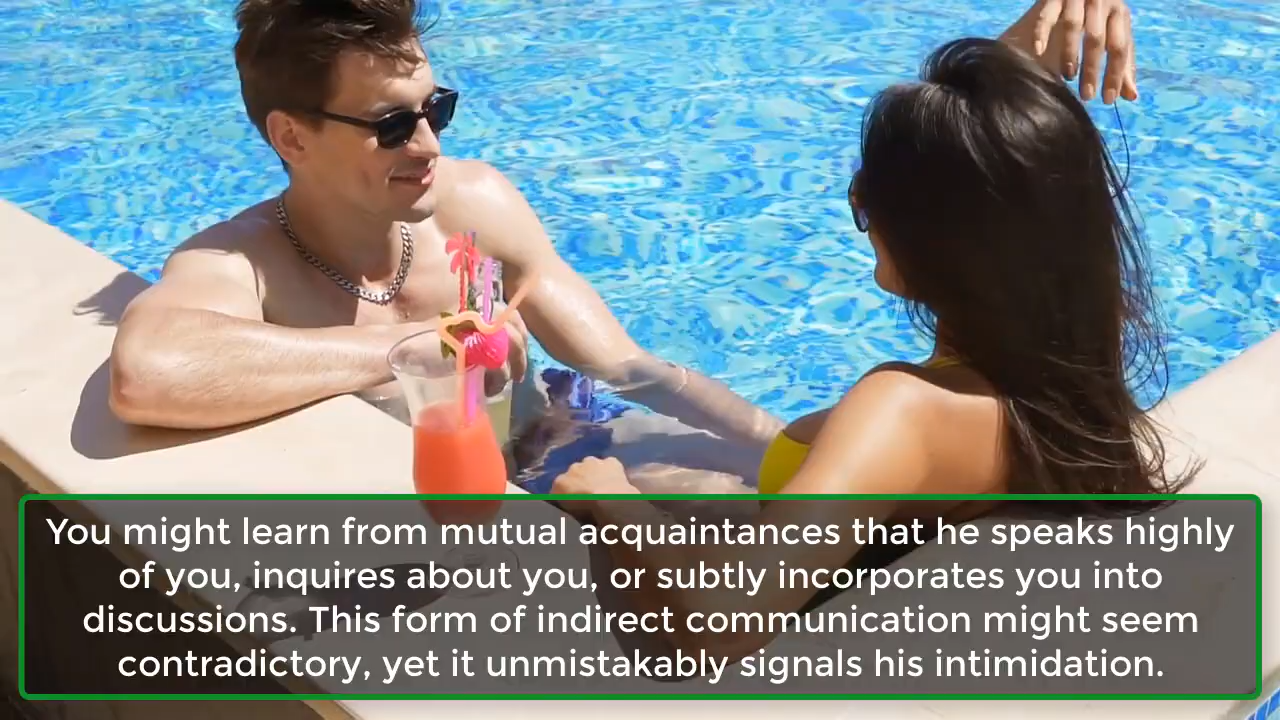 You might learn from mutual acquaintances that he speaks highly
of you, inquires about you, or subtly incorporates you into
discussions. This form of indirect communication might seem
contradictory, yet it unmistakably signals his intimidation.